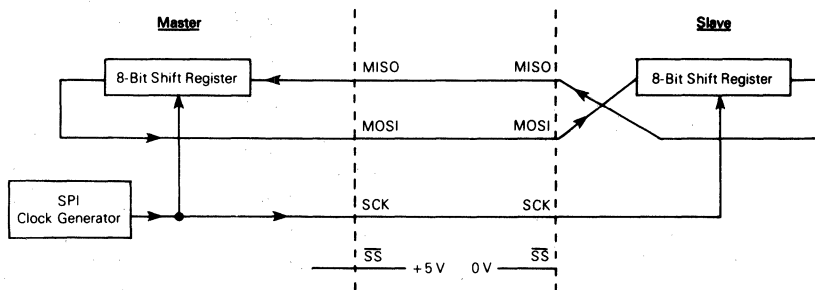 Master
Slave
8-Bit Shift Register
MISO
MISO
8-Bit Shift Register
MOSI
MOSI
SPI
Clock Generator
SCK
SCK
SS
+5 V
0 V
SS